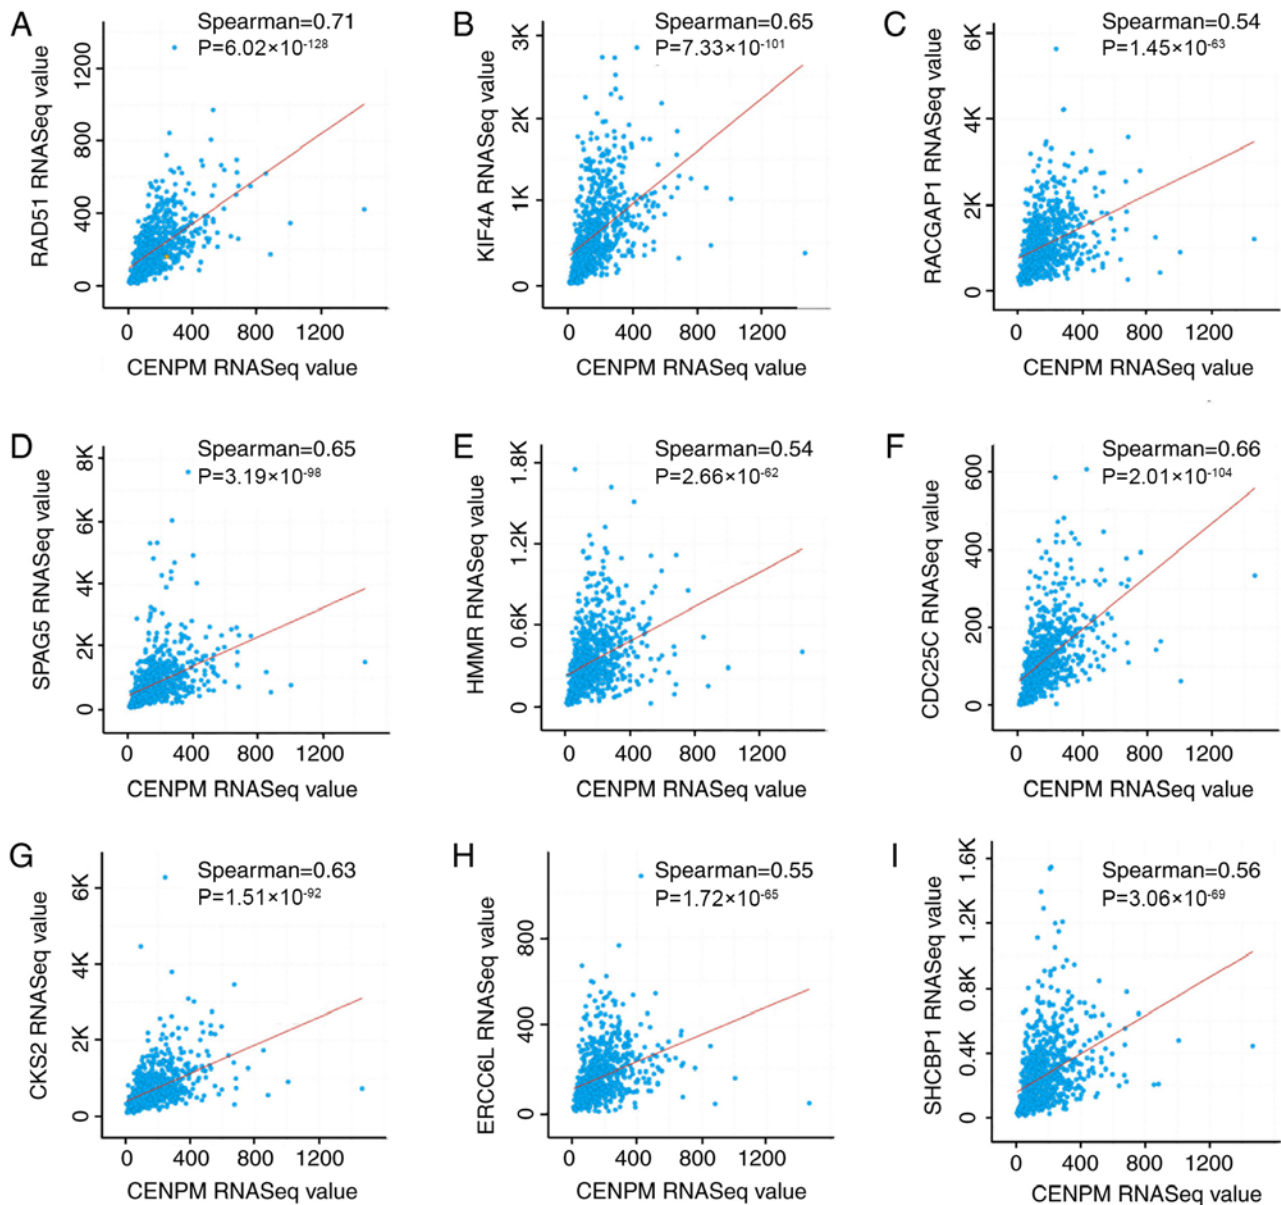 A
Spearman=0.71
P=6.02×10⁻¹²⁸
RAD51 RNASeq value
1200
800
400
0
0 400 800 1200
CENPM RNASeq value
B
Spearman=0.65
P=7.33×10⁻¹⁰¹
KIF4A RNASeq value
3K
2K
1K
0
0 400 800 1200
CENPM RNASeq value
C
Spearman=0.54
P=1.45×10⁻⁶³
RACGAP1 RNASeq value
6K
4K
2K
0
0 400 800 1200
CENPM RNASeq value
D
Spearman=0.65
P=3.19×10⁻⁹⁸
SPAG5 RNASeq value
8K
6K
4K
2K
0
0 400 800 1200
CENPM RNASeq value
E
Spearman=0.54
P=2.66×10⁻⁶²
HMMR RNASeq value
1.8K
1.2K
0.6K
0
0 400 800 1200
CENPM RNASeq value
F
Spearman=0.66
P=2.01×10⁻¹⁰⁴
CDC25C RNASeq value
600
400
200
0
0 400 800 1200
CENPM RNASeq value
G
Spearman=0.63
P=1.51×10⁻⁹²
CKS2 RNASeq value
6K
4K
2K
0
0 400 800 1200
CENPM RNASeq value
H
Spearman=0.55
P=1.72×10⁻⁶⁵
ERCC6L RNASeq value
800
400
0
0 400 800 1200
CENPM RNASeq value
I
Spearman=0.56
P=3.06×10⁻⁶⁹
SHCBP1 RNASeq value
1.6K
1.2K
0.8K
0.4K
0
0 400 800 1200
CENPM RNASeq value